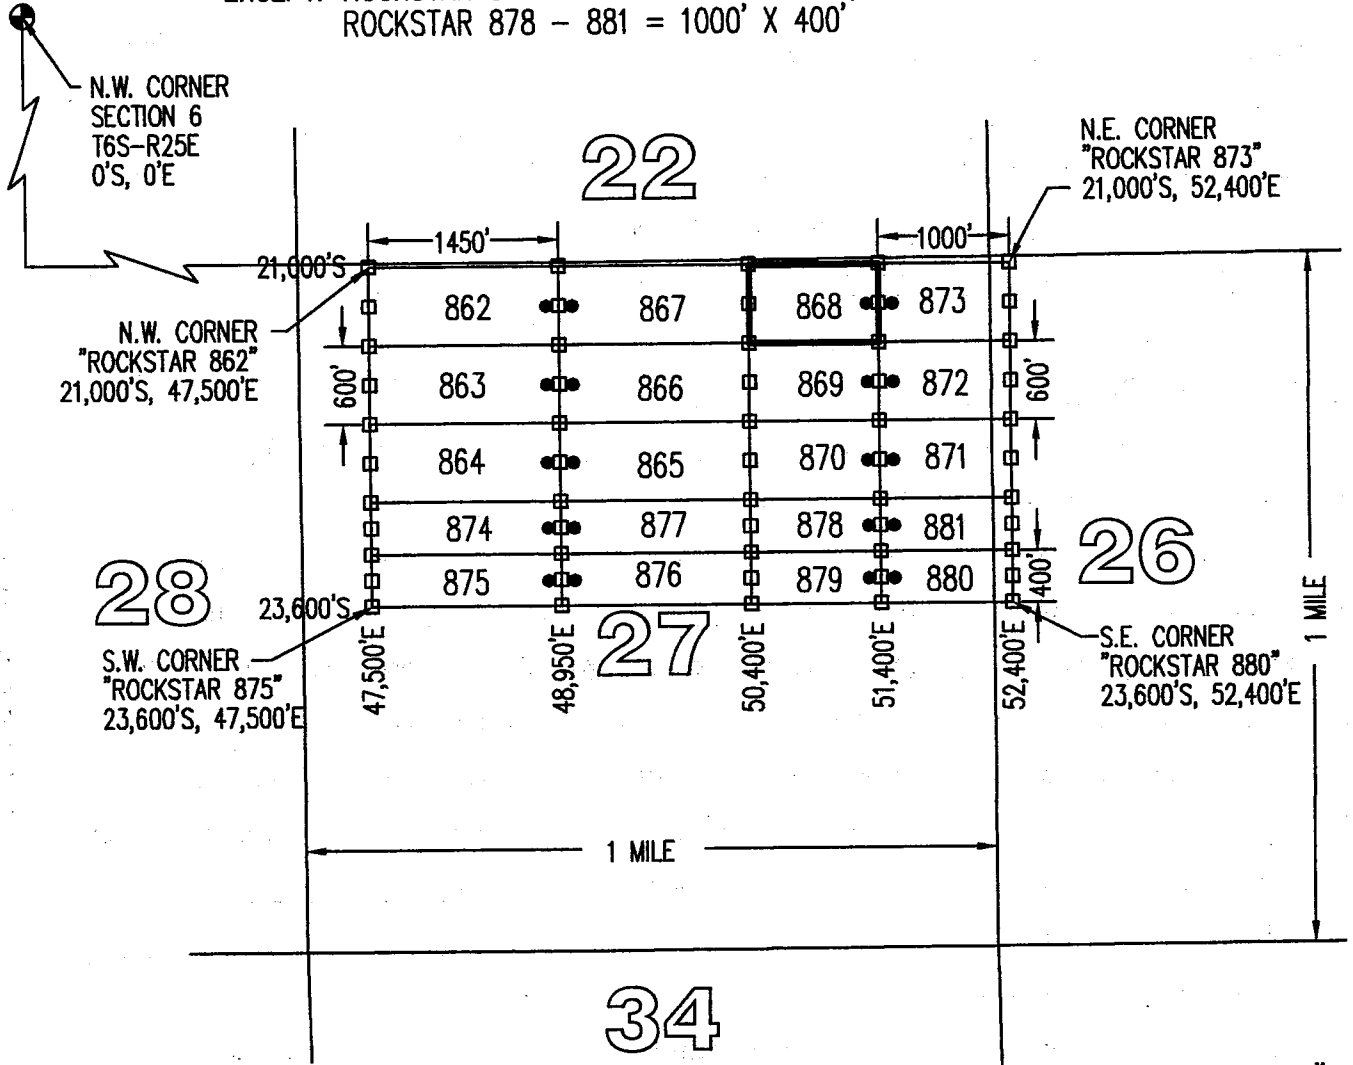 ROCKSTAR 878 - 881 = 1000' X 400'
N.W. CORNER
SECTION 6
T6S-R25E
0'S, 0'E
22
N.E. CORNER
"ROCKSTAR 873"
21,000'S, 52,400'E
1450'
1000'
21,000'S
862
867
868
873
N.W. CORNER
"ROCKSTAR 862"
21,000'S, 47,500'E
600'
863
866
869
872
600'
864
865
870
871
874
877
878
881
28
26
875
876
879
880
400'
23,600'S
27
1 MILE
S.W. CORNER
"ROCKSTAR 875"
23,600'S, 47,500'E
47,500'E
48,950'E
50,400'E
51,400'E
52,400'E
S.E. CORNER
"ROCKSTAR 880"
23,600'S, 52,400'E
1 MILE
34